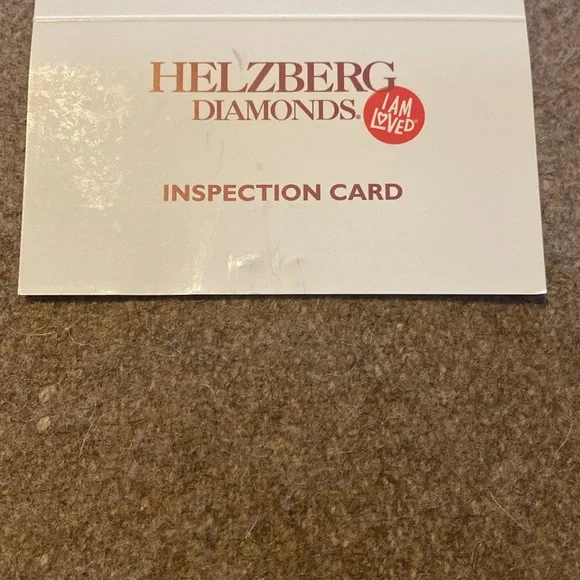 HELZBERG
DIAMONDS®
I AM
LOVED®
INSPECTION CARD